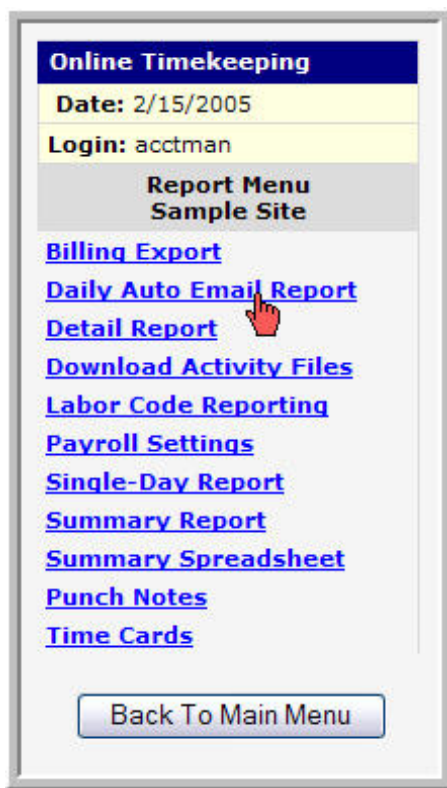 Online Timekeeping
Date: 2/15/2005
Login: acctman
Report Menu
Sample Site
Billing Export
Daily Auto Email Report
Detail Report
Download Activity Files
Labor Code Reporting
Payroll Settings
Single-Day Report
Summary Report
Summary Spreadsheet
Punch Notes
Time Cards
Back To Main Menu